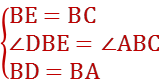 BE = BC
∠DBE = ∠ABC
BD = BA